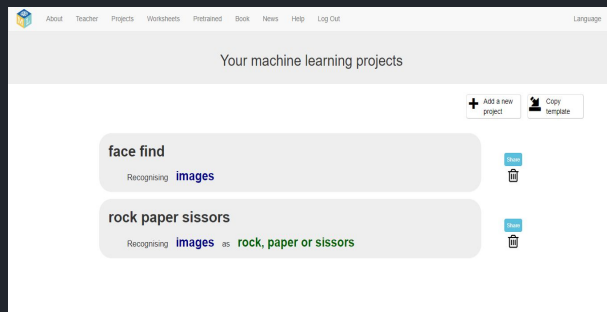 About Teacher Projects Worksheets Pretrained Book News Help Log Out Language
Your machine learning projects
Add a new project
Copy template
face find
Share
Recognising images
rock paper sissors
Share
Recognising images as rock, paper or sissors